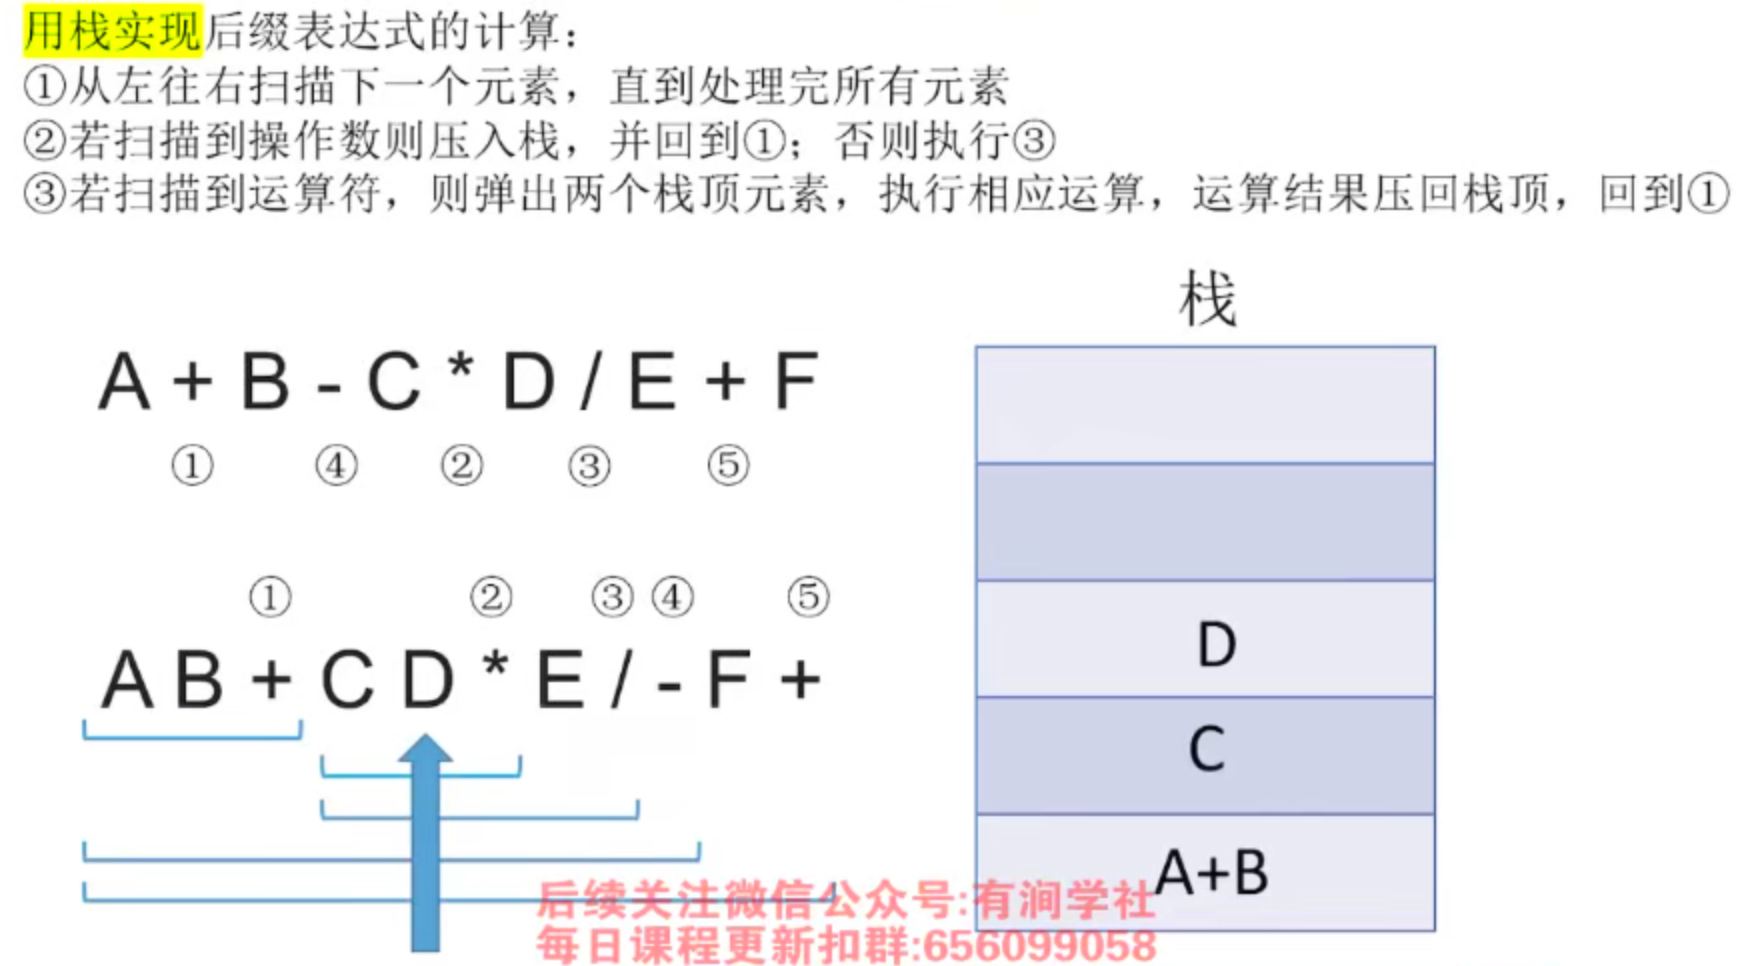 用栈实现后缀表达式的计算：
①从左往右扫描下一个元素，直到处理完所有元素
②若扫描到操作数则压入栈，并回到①；否则执行③
③若扫描到运算符，则弹出两个栈顶元素，执行相应运算，运算结果压回栈顶，回到①
栈
A + B - C * D / E + F
① ④ ② ③ ⑤
① ② ③ ④ ⑤
A B + C D * E / - F +
D
C
A+B
后续关注微信公众号:有涧学社
每日课程更新扣群:656099058